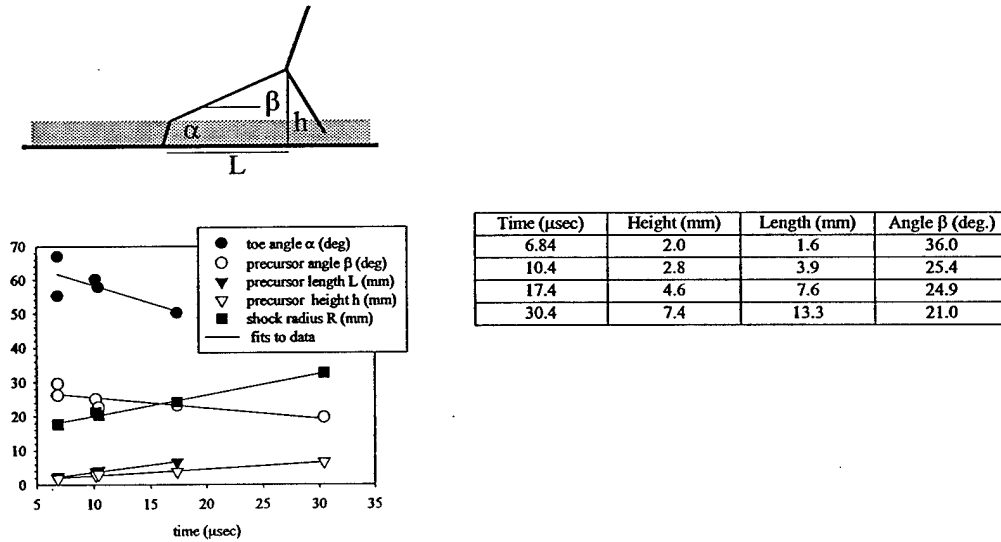 β
α
h
L
toe angle α (deg)
precursor angle β (deg)
precursor length L (mm)
precursor height h (mm)
shock radius R (mm)
fits to data
70
60
50
40
30
20
10
0
5 10 15 20 25 30 35
time (μsec)
Time (μsec) Height (mm) Length (mm) Angle β (deg.)
6.84 2.0 1.6 36.0
10.4 2.8 3.9 25.4
17.4 4.6 7.6 24.9
30.4 7.4 13.3 21.0